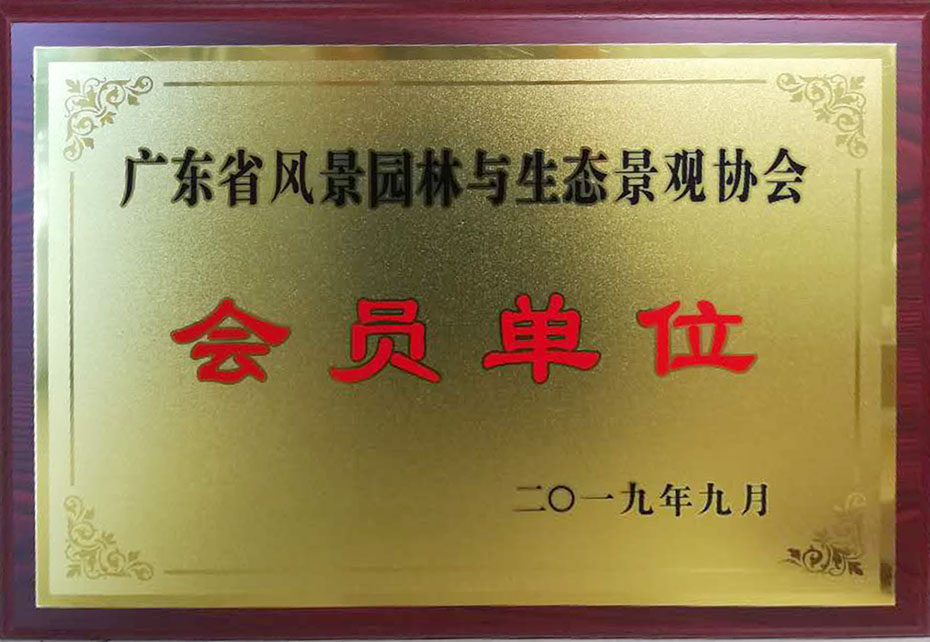 广东省风景园林与生态景观协会
会员单位
二〇一九年九月